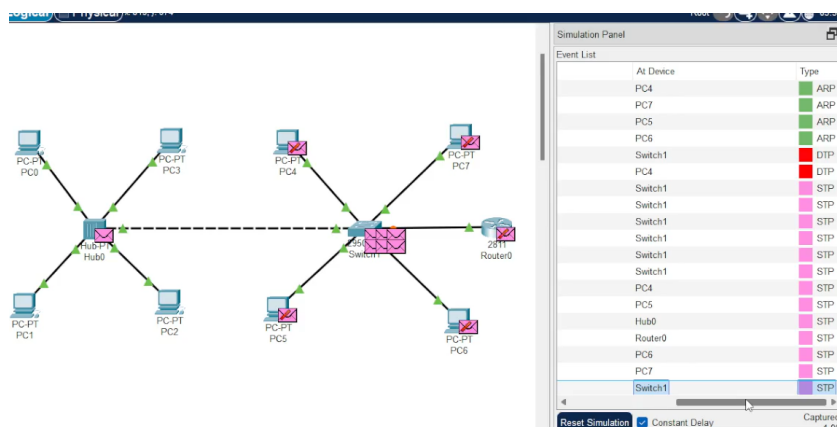 Simulation Panel
Event List
At Device Type
PC4 ARP
PC7 ARP
PC5 ARP
PC6 ARP
Switch1 DTP
PC4 DTP
Switch1 STP
Switch1 STP
Switch1 STP
Switch1 STP
Switch1 STP
Switch1 STP
PC4 STP
PC5 STP
Hub0 STP
Router0 STP
PC6 STP
PC7 STP
Switch1 STP
Reset Simulation Constant Delay Captured
PC-PT
PC0
PC-PT
PC3
PC-PT
PC4
PC-PT
PC7
Hub-PT
Hub0
Switch1
2811
Router0
PC-PT
PC1
PC-PT
PC2
PC-PT
PC5
PC-PT
PC6